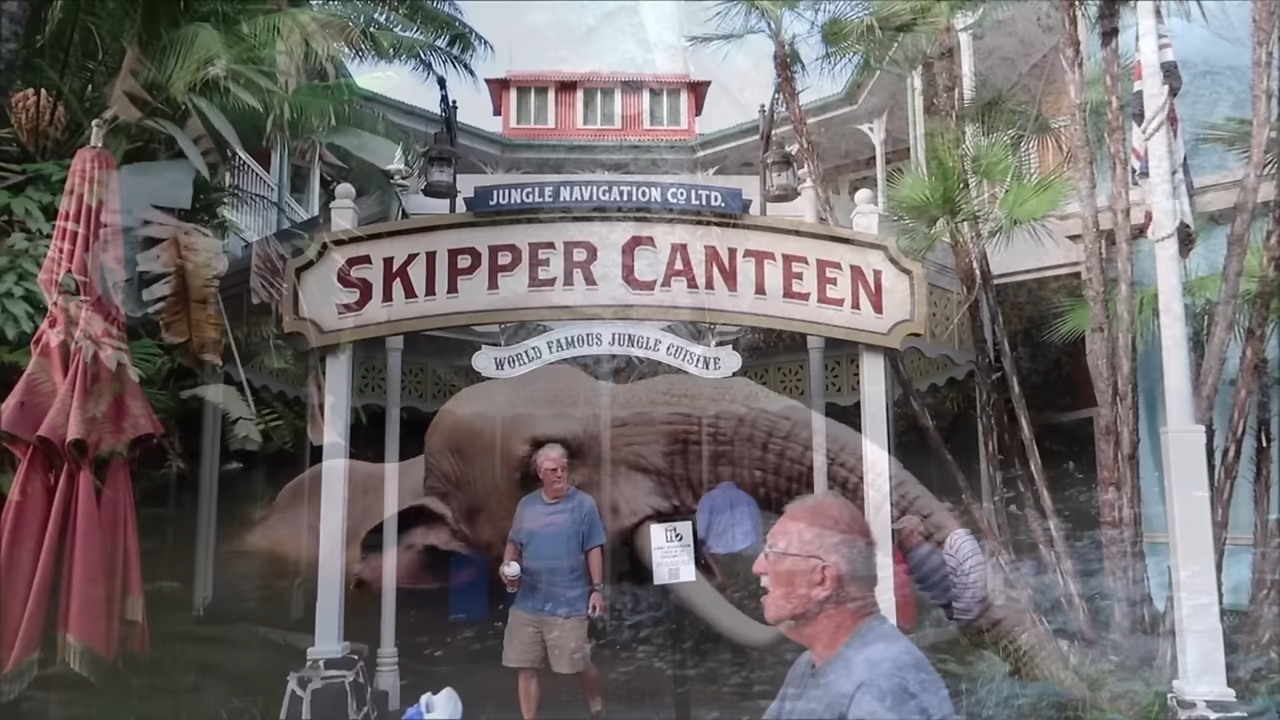 JUNGLE NAVIGATION CO LTD.
SKIPPER CANTEEN
WORLD FAMOUS JUNGLE CUISINE